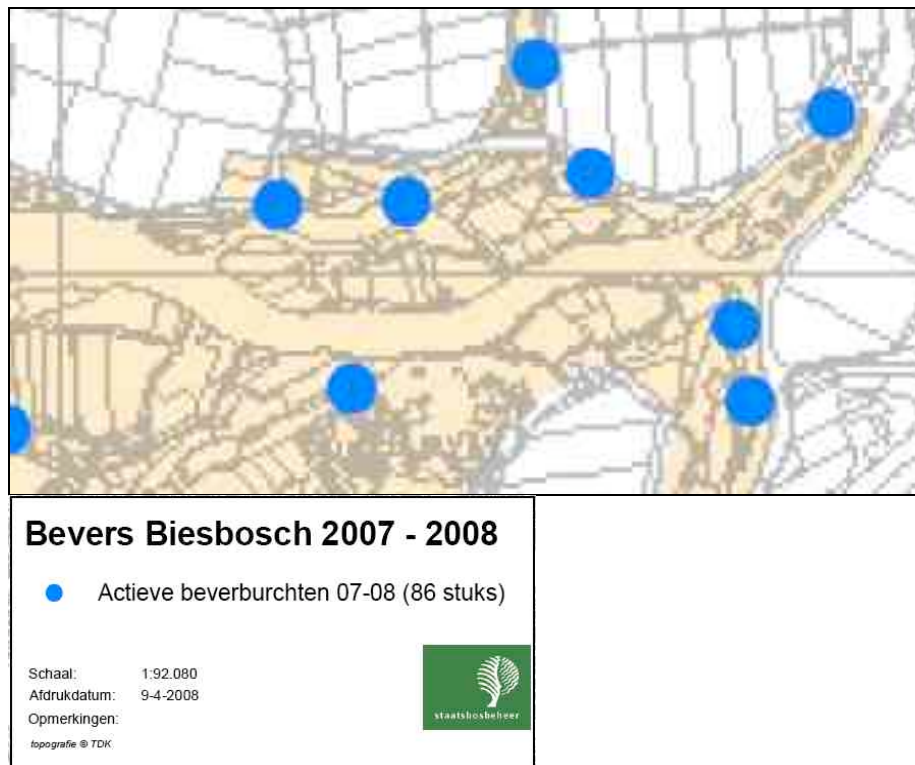 Bevers Biesbosch 2007 - 2008
Actieve beverburchten 07-08 (86 stuks)
Schaal: 1:92.080
Afdrukdatum: 9-4-2008
Opmerkingen:
topografie © TDK
staatsbosbeheer